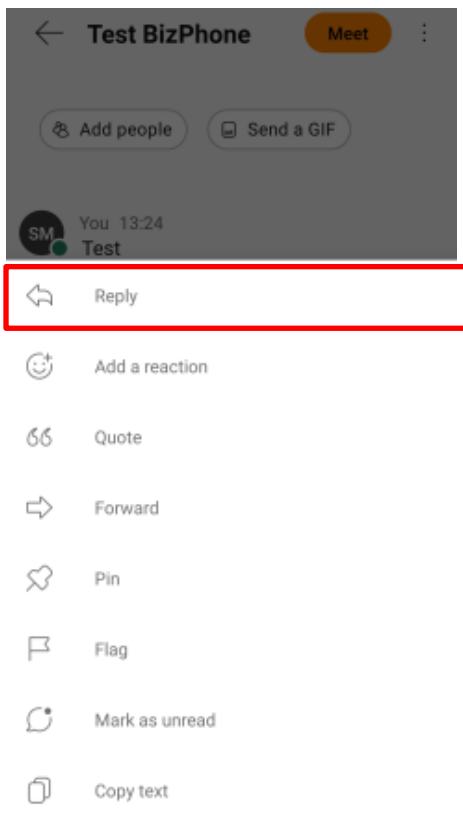 Test BizPhone
Meet
Add people
Send a GIF
SM
You 13:24
Test
Reply
Add a reaction
Quote
Forward
Pin
Flag
Mark as unread
Copy text